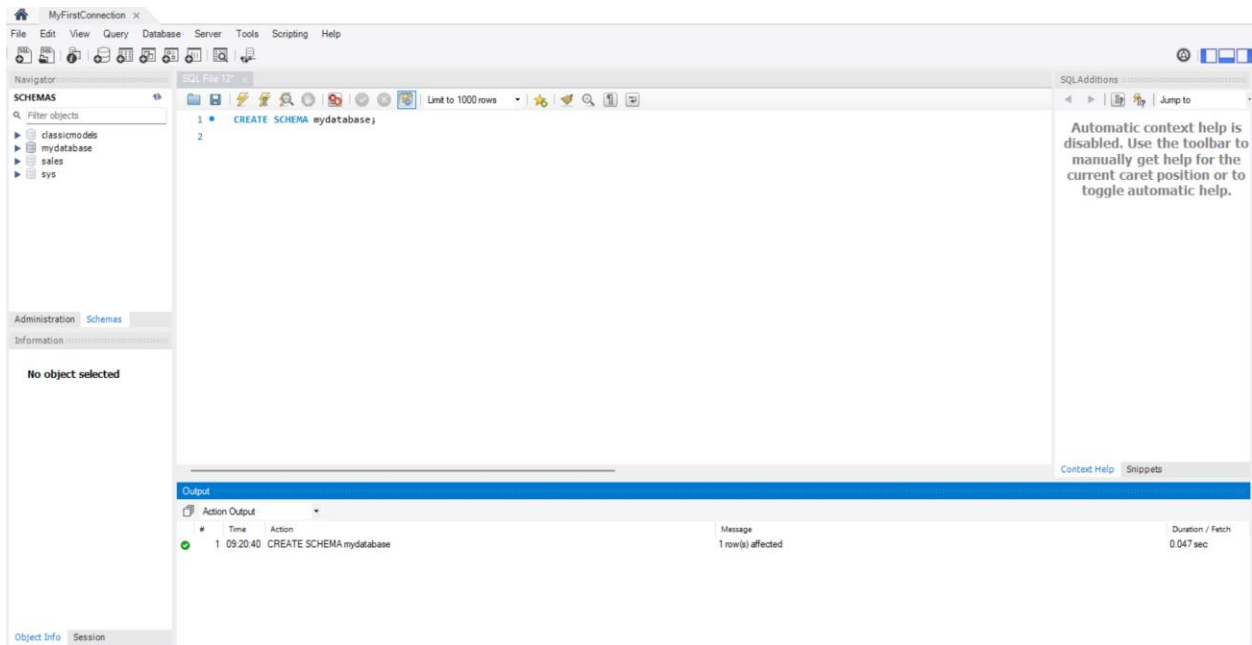 MyFirstConnection ×
File Edit View Query Database Server Tools Scripting Help
Navigator
SCHEMAS
Filter objects
classicmodels
mydatabase
sales
sys
Administration Schemas
Information
No object selected
Object Info Session
SQL File 12* ×
Limit to 1000 rows
1 CREATE SCHEMA mydatabase;
2
Output
Action Output
# Time Action Message Duration / Fetch
1 09:20:40 CREATE SCHEMA mydatabase 1 row(s) affected 0.047 sec
SQLAdditions
Jump to
Automatic context help is
disabled. Use the toolbar to
manually get help for the
current caret position or to
toggle automatic help.
Context Help Snippets